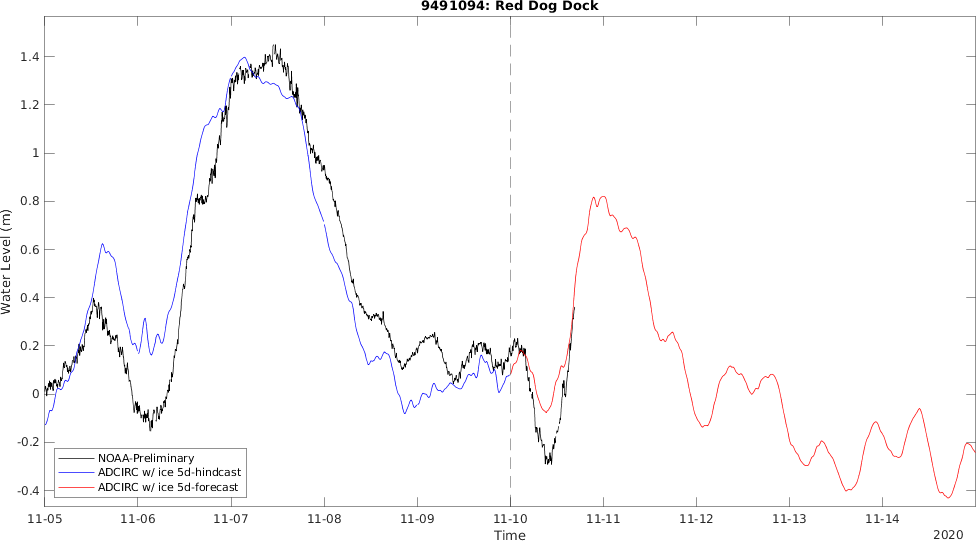 9491094: Red Dog Dock
Water Level (m)
1.4
1.2
1
0.8
0.6
0.4
0.2
0
-0.2
-0.4
NOAA-Preliminary
ADCIRC w/ ice 5d-hindcast
ADCIRC w/ ice 5d-forecast
11-05 11-06 11-07 11-08 11-09 11-10 11-11 11-12 11-13 11-14
Time
2020